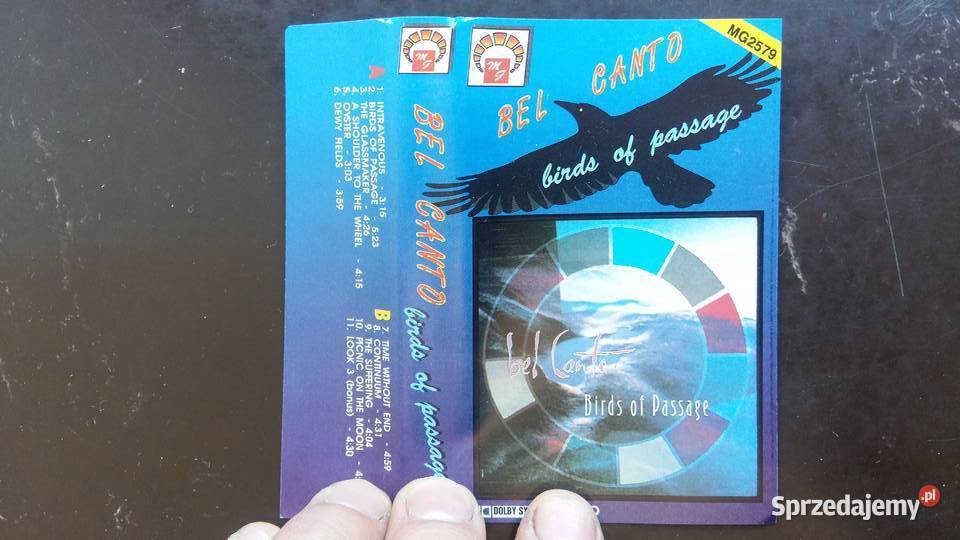 MG2579
BEL CANTO
birds of passage
bel Canto
Birds of Passage
DOLBY
BEL CANTO birds of passage
A
1. INTRAVENOUS - 3:15
2. BIRDS OF PASSAGE - 5:23
3. THE GLASSMAKER - 4:26
4. A SHOULDER TO THE WHEEL - 4:15
5. OYSTER - 3:03
6. DEWY FIELDS - 3:59
B
7. TIME WITHOUT END - 4:59
8. CONTINUUM - 4:31
9. THE SUFFERING - 4:04
10. PICNIC ON THE MOON
11. LOOK 3 (bonus) - 4:30
MJ
MJ
Sprzedajemy.pl